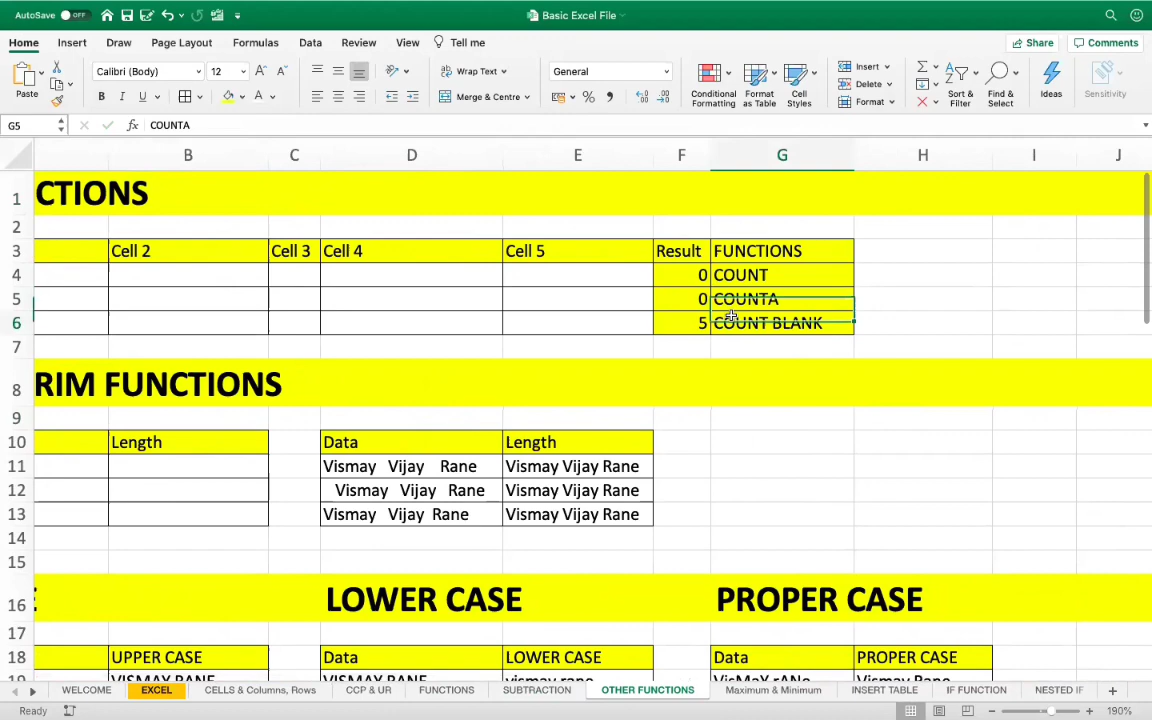 AutoSave OFF Basic Excel File
Home Insert Draw Page Layout Formulas Data Review View Tell me Share Comments
Paste Calibri (Body) 12 A A Wrap Text General Conditional Formatting Format as Table Cell Styles Insert Delete Format Sort & Filter Find & Select Ideas Sensitivity
B I U A Merge & Centre % ,
G5 fx COUNTA
B C D E F G H I J
1 CTIONS
2
3 Cell 2 Cell 3 Cell 4 Cell 5 Result FUNCTIONS
4 0 COUNT
5 0 COUNTA
6 5 COUNT BLANK
7
8 RIM FUNCTIONS
9
10 Length Data Length
11 Vismay Vijay Rane Vismay Vijay Rane
12 Vismay Vijay Rane Vismay Vijay Rane
13 Vismay Vijay Rane Vismay Vijay Rane
14
15
16 LOWER CASE PROPER CASE
17
18 UPPER CASE Data LOWER CASE Data PROPER CASE
WELCOME EXCEL CELLS & Columns, Rows CCP & UR FUNCTIONS SUBTRACTION OTHER FUNCTIONS Maximum & Minimum INSERT TABLE IF FUNCTION NESTED IF
Ready 190%